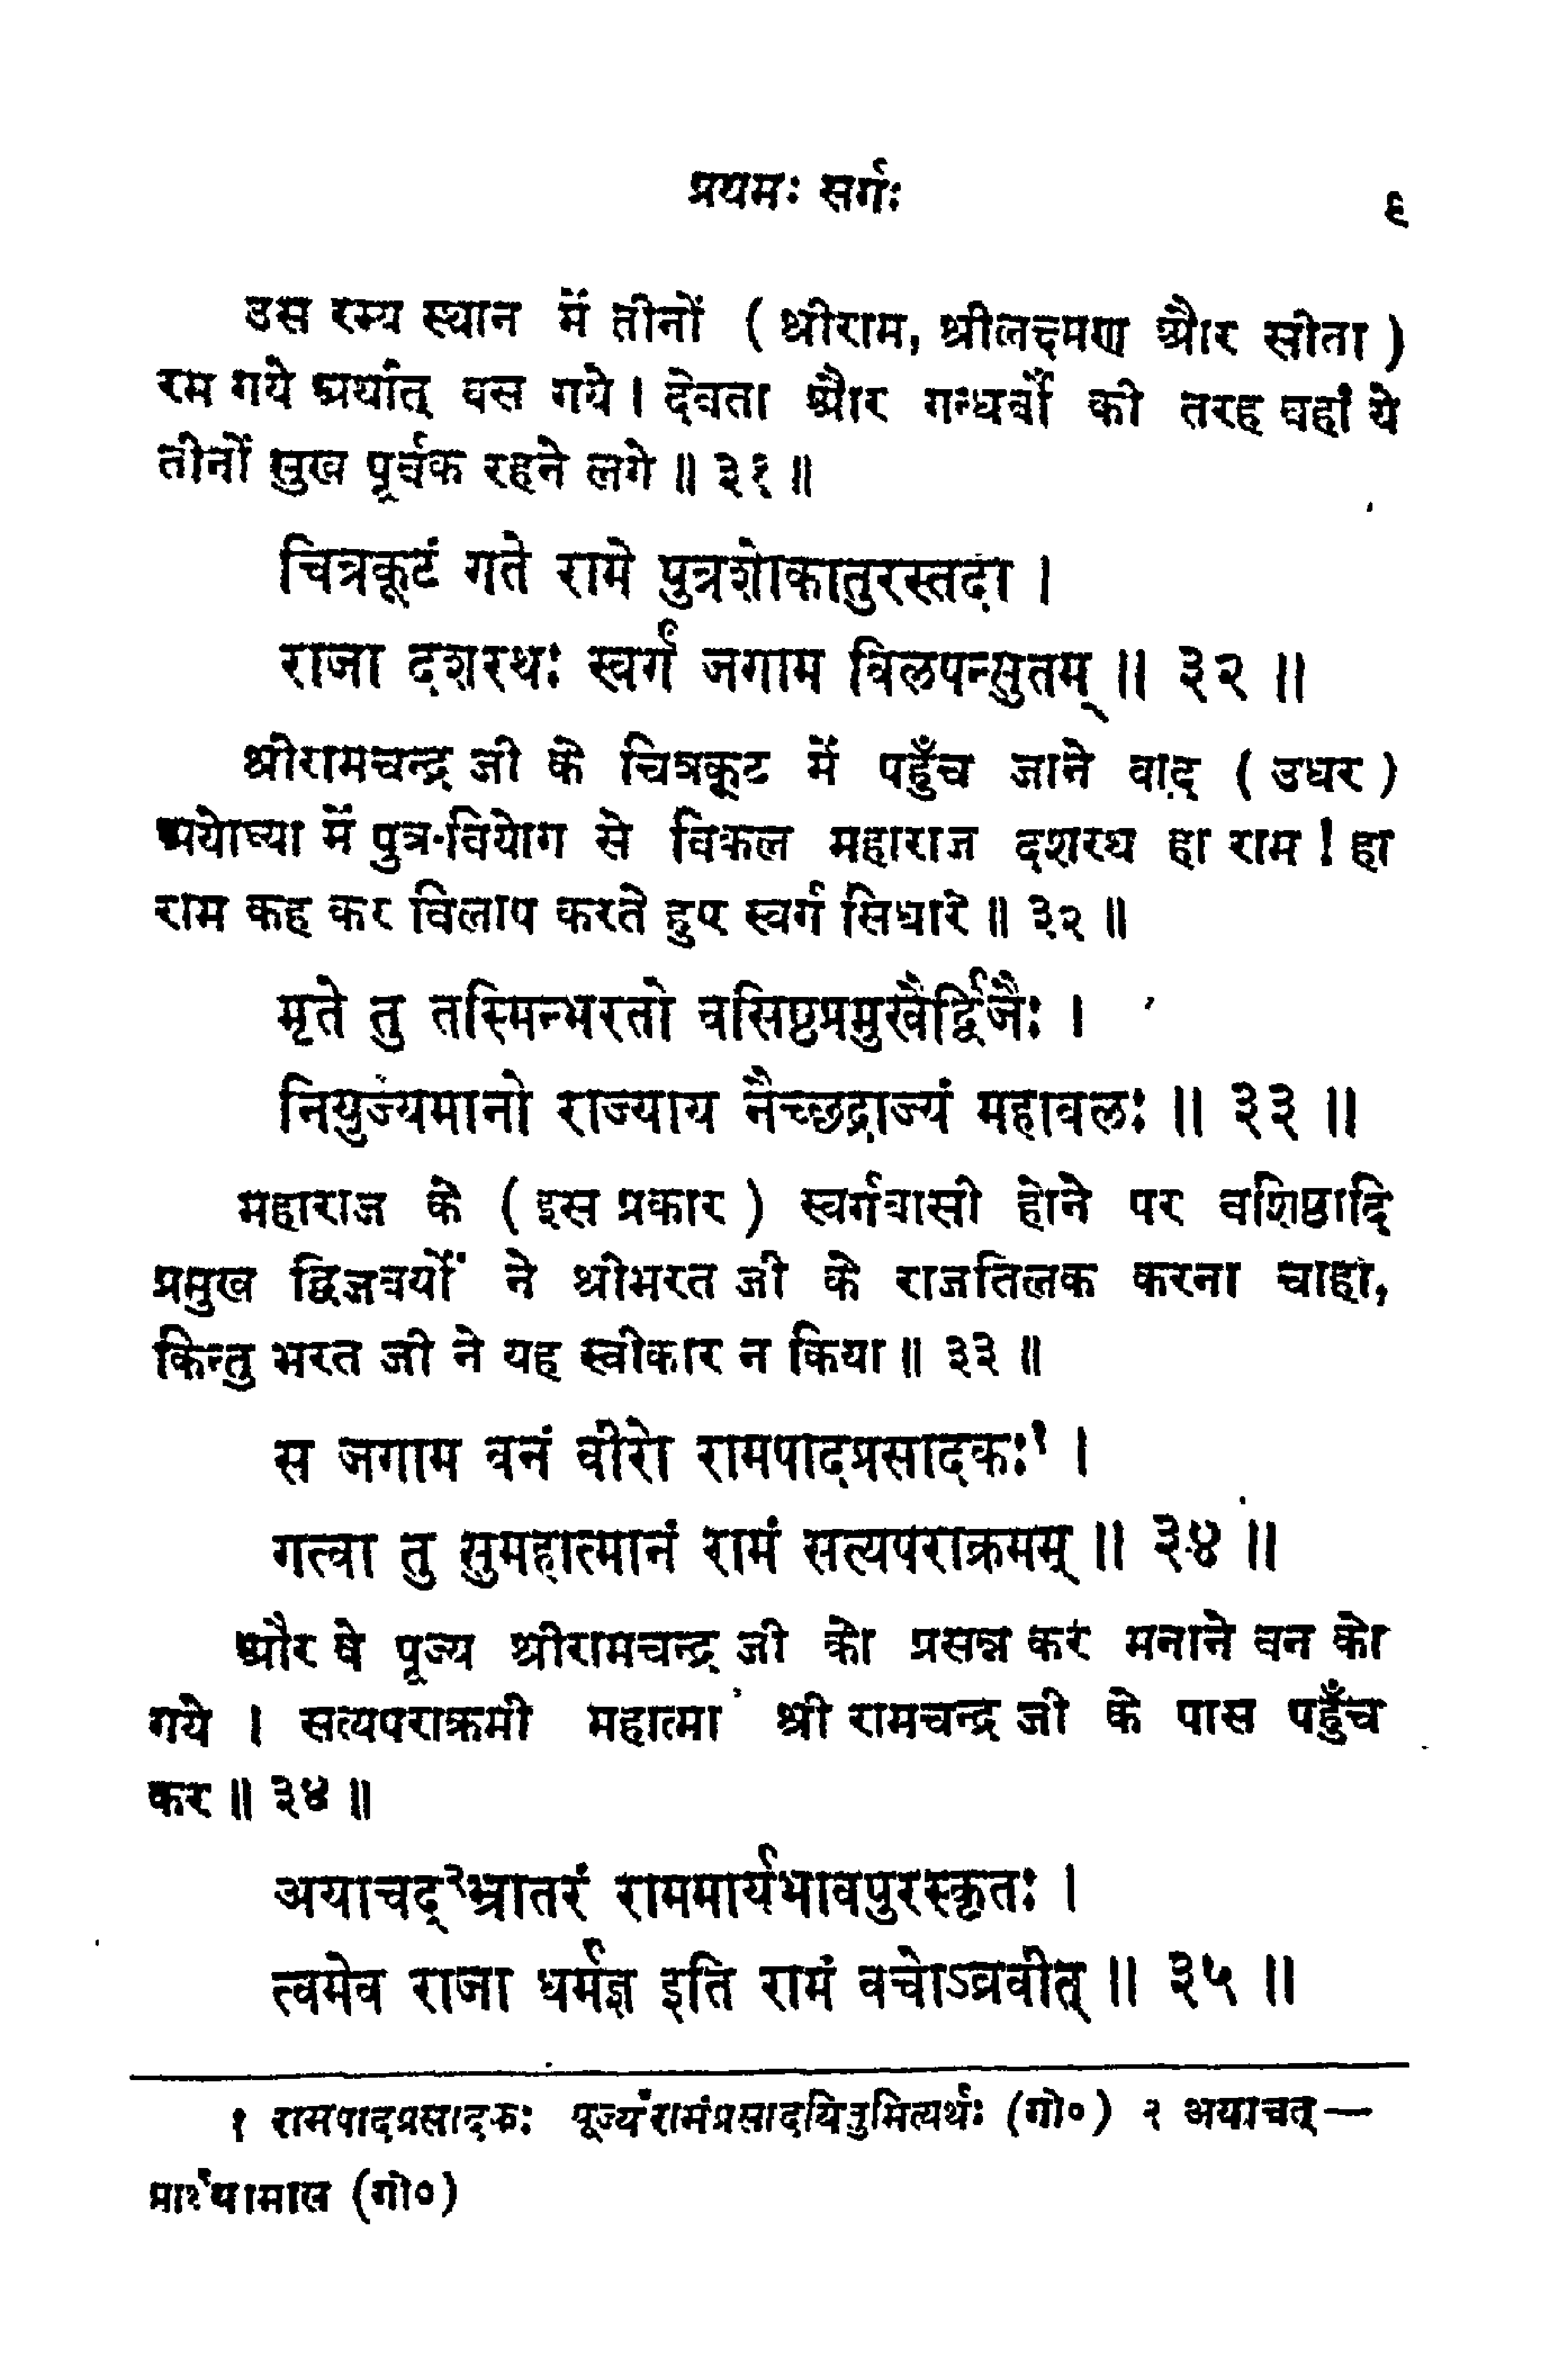 प्रथमः सर्गः ९
उस रम्य स्थान में तीनों ( श्रीराम, श्रीलक्ष्मण और सीता )
रम गये अर्थात् बस गये । देवता और गन्धर्वों की तरह वहां ये
तीनों सुख पूर्वक रहने लगे ॥ ३१ ॥
चित्रकूटं गते रामे पुत्रशोकातुरस्तदा ।
राजा दशरथः स्वर्गं जगाम विलपन्सुतम् ॥ ३२ ॥
श्रीरामचन्द्र जी के चित्रकूट में पहुँच जाने बाद ( उधर )
अयोध्या में पुत्र-वियोग से विकल महाराज दशरथ हा राम ! हा
राम कह कर विलाप करते हुए स्वर्ग सिधारे ॥ ३२ ॥
मृते तु तस्मिन्भरतो वसिष्ठप्रमुखैर्द्विजैः ।
नियुज्यमानो राज्याय नैच्छद्राज्यं महाबलः ॥ ३३ ॥
महाराज के ( इस प्रकार ) स्वर्गवासी होने पर वशिष्ठादि
प्रमुख द्विजवर्यों ने श्रीभरत जी के राजतिलक करना चाहा,
किन्तु भरत जी ने यह स्वीकार न किया ॥ ३३ ॥
स जगाम वनं वीरो रामपादप्रसादकः१ ।
गत्वा तु सुमहात्मानं रामं सत्यपराक्रमम् ॥ ३४ ॥
और वे पूज्य श्रीरामचन्द्र जी को प्रसन्न कर मनाने वन को
गये । सत्यपराक्रमी महात्मा श्री रामचन्द्र जी के पास पहुँच
कर ॥ ३४ ॥
अयाचद्२भ्रातरं राममार्यभावपुरस्कृतः ।
त्वमेव राजा धर्मज्ञ इति रामं वचोऽब्रवीत् ॥ ३५ ॥
१ रामपादप्रसादकः पूज्यंरामंप्रसादयितुमित्यर्थः (गो०) २ अयाचत्—
प्रार्थयामास (गो०)